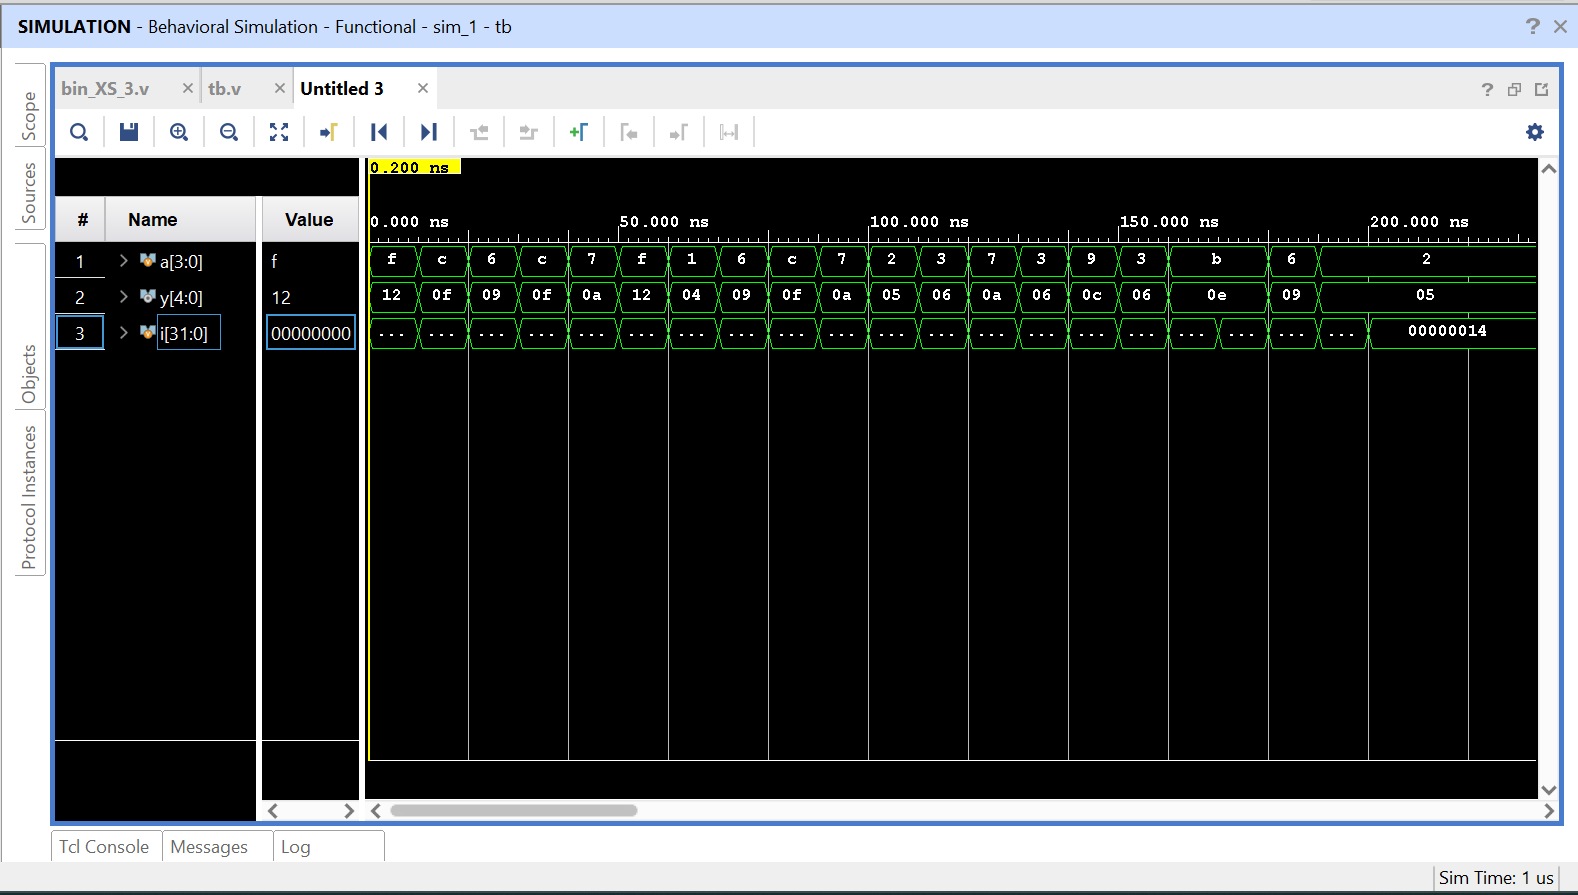 SIMULATION - Behavioral Simulation - Functional - sim_1 - tb
Scope
Sources
Objects
Protocol Instances
bin_XS_3.v
tb.v
Untitled 3
0.200 ns
# Name Value
0.000 ns 50.000 ns 100.000 ns 150.000 ns 200.000 ns
1 a[3:0] f f c 6 c 7 f 1 6 c 7 2 3 7 3 9 3 b 6 2
2 y[4:0] 12 12 0f 09 0f 0a 12 04 09 0f 0a 05 06 0a 06 0c 06 0e 09 05
3 i[31:0] 00000000 ... ... ... ... ... ... ... ... ... ... ... ... ... ... ... ... ... ... ... ... 00000014
Tcl Console Messages Log
Sim Time: 1 us